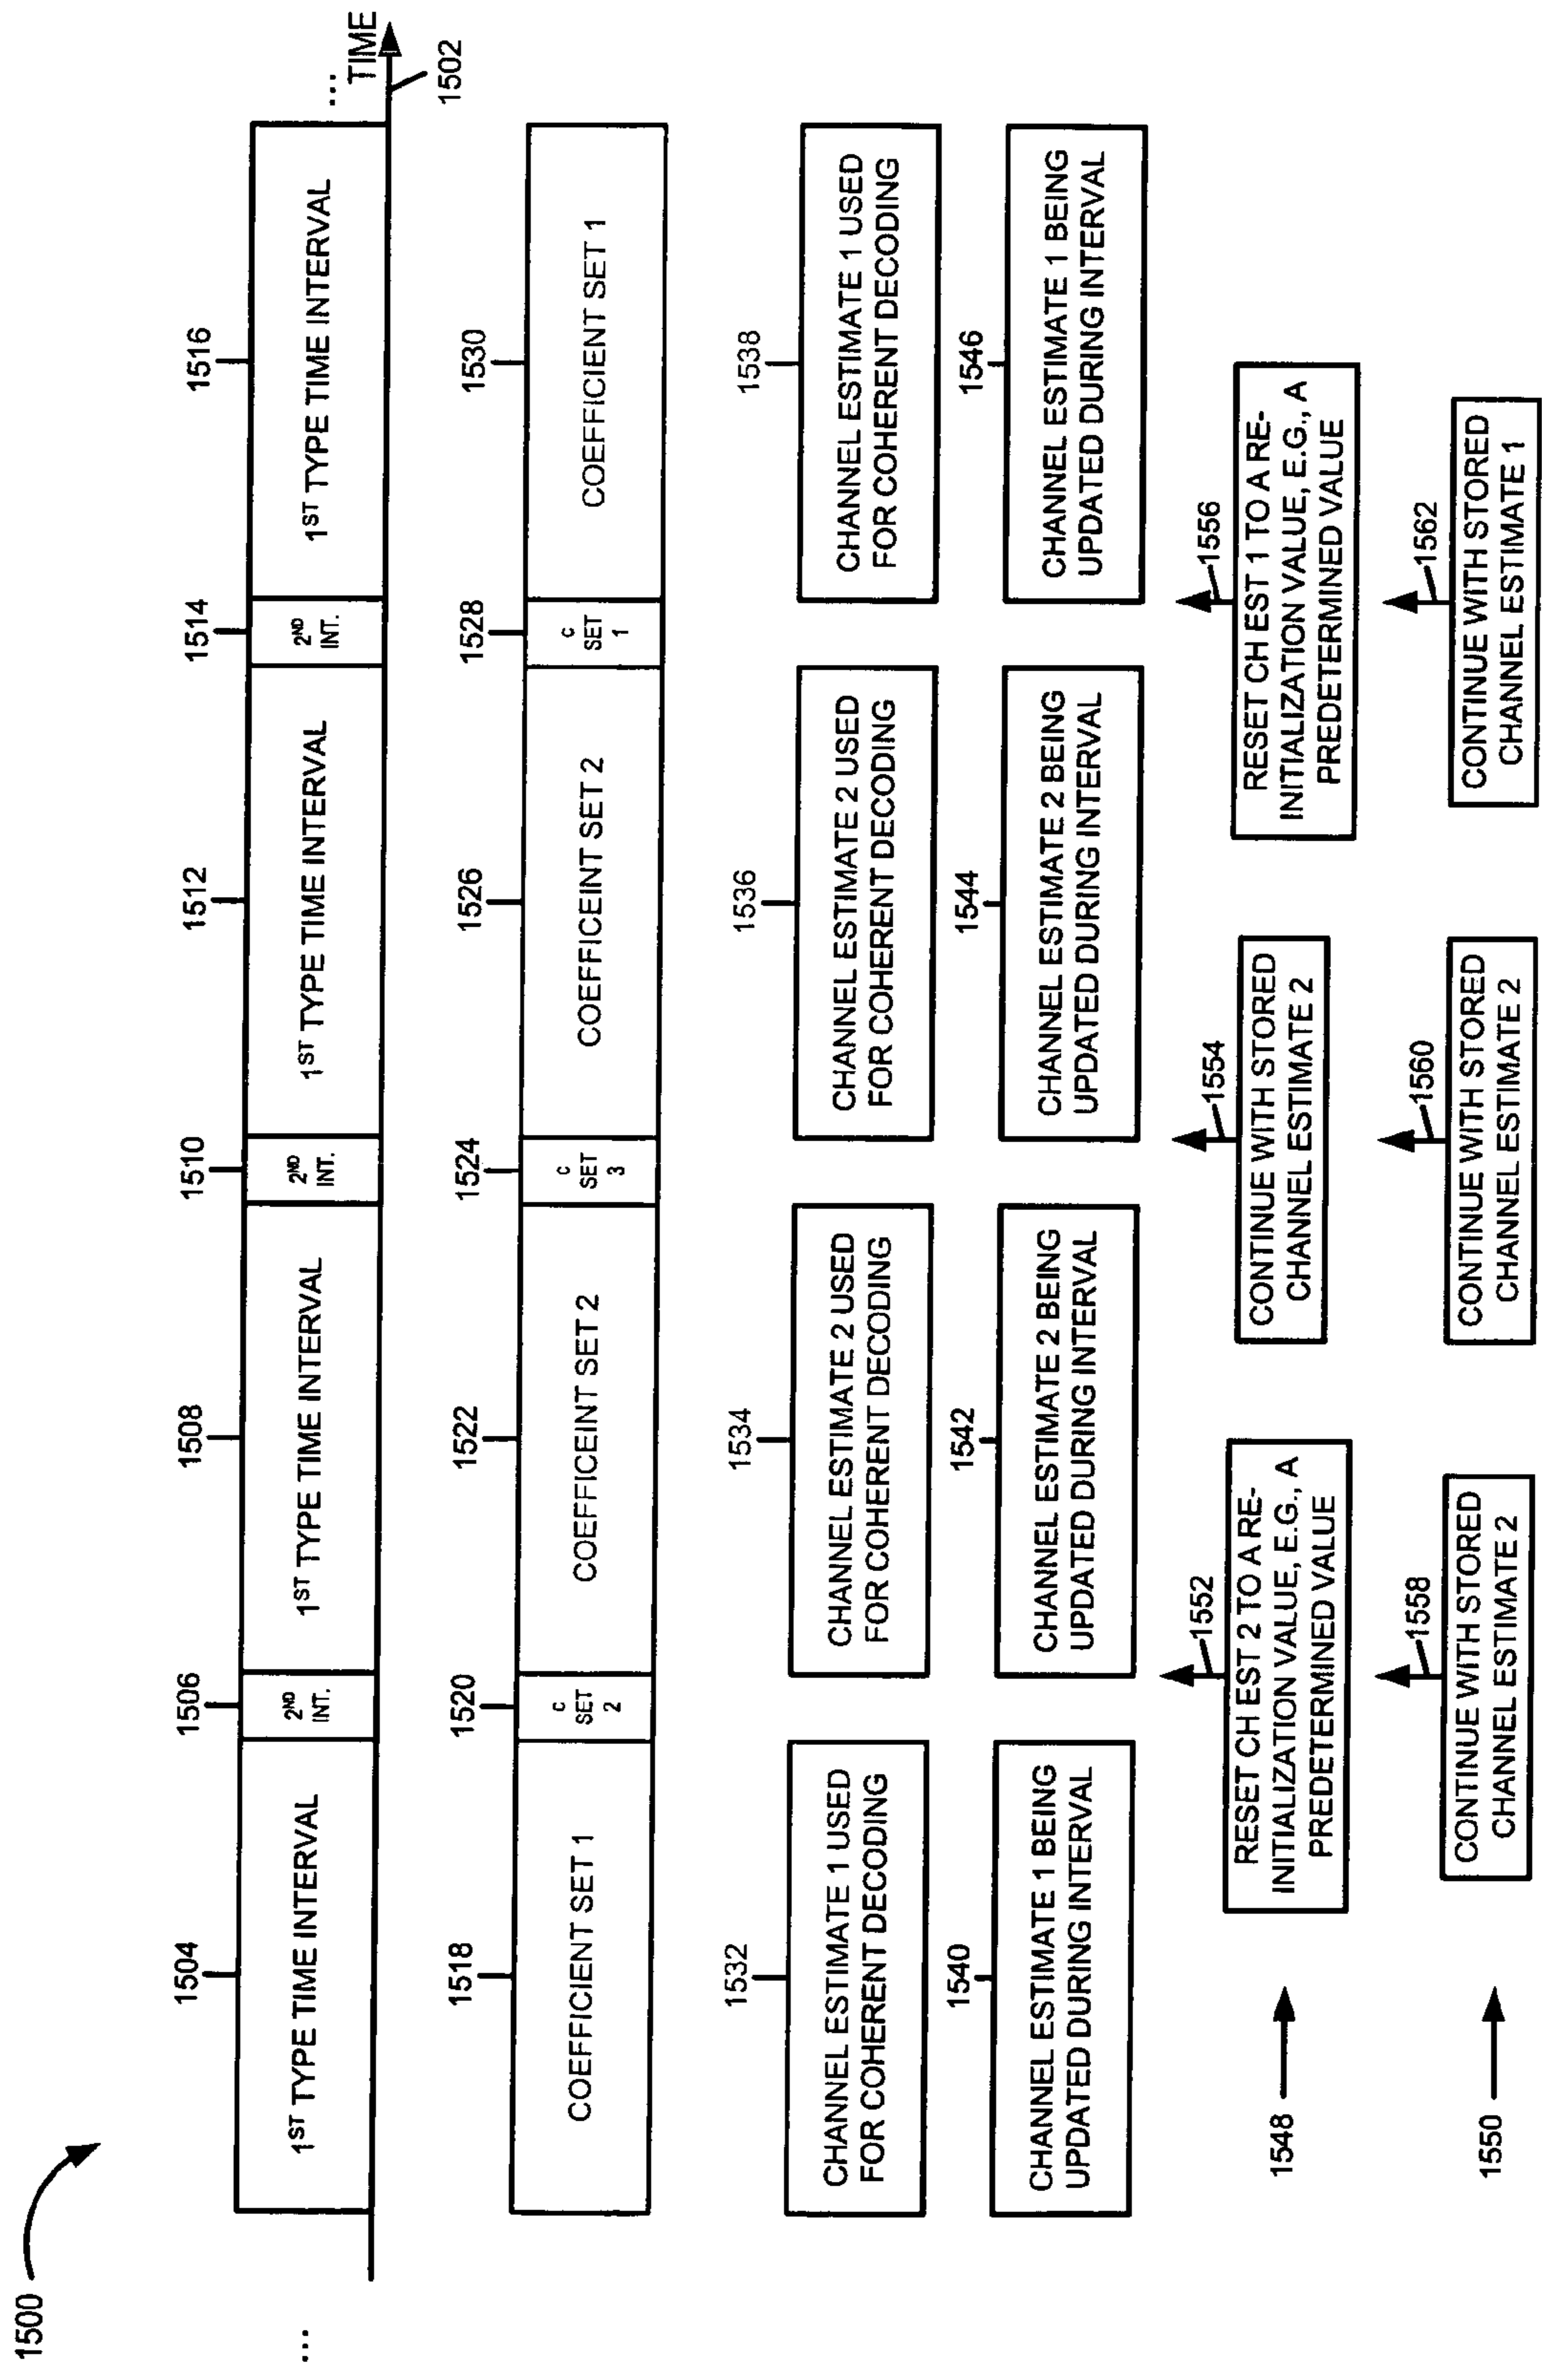 1500
1504
1506
1508
1510
1512
1514
1516
...
1ST TYPE TIME INTERVAL
2ND
INT.
1ST TYPE TIME INTERVAL
2ND
INT.
1ST TYPE TIME INTERVAL
2ND
INT.
1ST TYPE TIME INTERVAL
...
TIME
1502
1518
1520
1522
1524
1526
1528
1530
COEFFICIENT SET 1
C
SET
2
COEFFICEINT SET 2
C
SET
3
COEFFICEINT SET 2
C
SET
1
COEFFICIENT SET 1
1532
1534
1536
1538
CHANNEL ESTIMATE 1 USED
FOR COHERENT DECODING
CHANNEL ESTIMATE 2 USED
FOR COHERENT DECODING
CHANNEL ESTIMATE 2 USED
FOR COHERENT DECODING
CHANNEL ESTIMATE 1 USED
FOR COHERENT DECODING
1540
1542
1544
1546
CHANNEL ESTIMATE 1 BEING
UPDATED DURING INTERVAL
CHANNEL ESTIMATE 2 BEING
UPDATED DURING INTERVAL
CHANNEL ESTIMATE 2 BEING
UPDATED DURING INTERVAL
CHANNEL ESTIMATE 1 BEING
UPDATED DURING INTERVAL
1548
1552
RESET CH EST 2 TO A RE-
INITIALIZATION VALUE, E.G., A
PREDETERMINED VALUE
1554
CONTINUE WITH STORED
CHANNEL ESTIMATE 2
1556
RESET CH EST 1 TO A RE-
INITIALIZATION VALUE, E.G., A
PREDETERMINED VALUE
1550
1558
CONTINUE WITH STORED
CHANNEL ESTIMATE 2
1560
CONTINUE WITH STORED
CHANNEL ESTIMATE 2
1562
CONTINUE WITH STORED
CHANNEL ESTIMATE 1